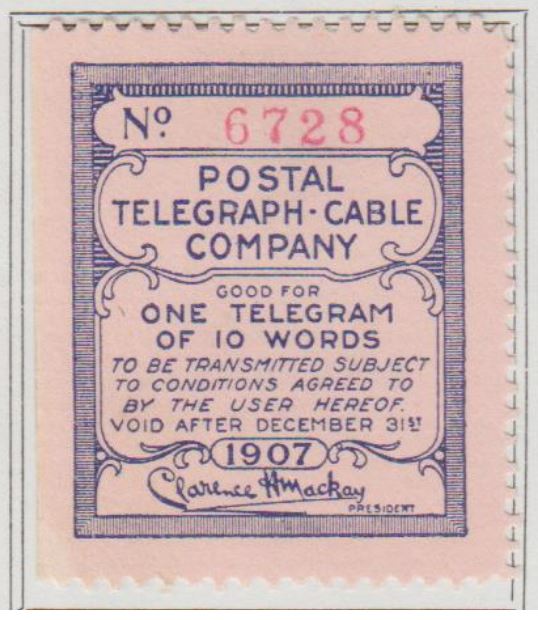 Nº 6728
POSTAL
TELEGRAPH·CABLE
COMPANY
GOOD FOR
ONE TELEGRAM
OF 10 WORDS
TO BE TRANSMITTED SUBJECT
TO CONDITIONS AGREED TO
BY THE USER HEREOF.
VOID AFTER DECEMBER 31ST
1907
Clarence H Mackay
PRESIDENT